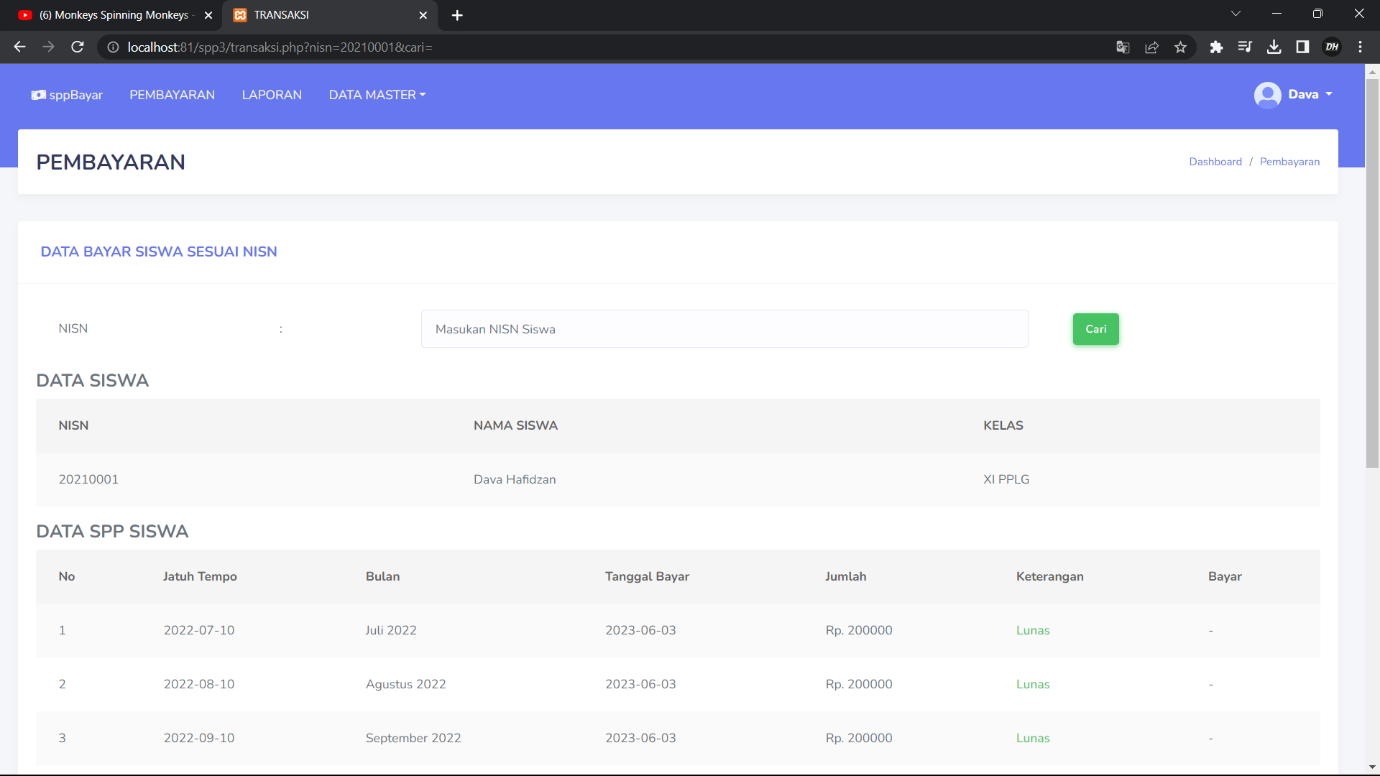 (6) Monkeys Spinning Monkeys -
TRANSAKSI
localhost:81/spp3/transaksi.php?nisn=20210001&cari=
DH
sppBayar PEMBAYARAN LAPORAN DATA MASTER Dava
PEMBAYARAN Dashboard / Pembayaran
DATA BAYAR SISWA SESUAI NISN
NISN : Masukan NISN Siswa Cari
DATA SISWA
NISN NAMA SISWA KELAS
20210001 Dava Hafidzan XI PPLG
DATA SPP SISWA
No Jatuh Tempo Bulan Tanggal Bayar Jumlah Keterangan Bayar
1 2022-07-10 Juli 2022 2023-06-03 Rp. 200000 Lunas -
2 2022-08-10 Agustus 2022 2023-06-03 Rp. 200000 Lunas -
3 2022-09-10 September 2022 2023-06-03 Rp. 200000 Lunas -